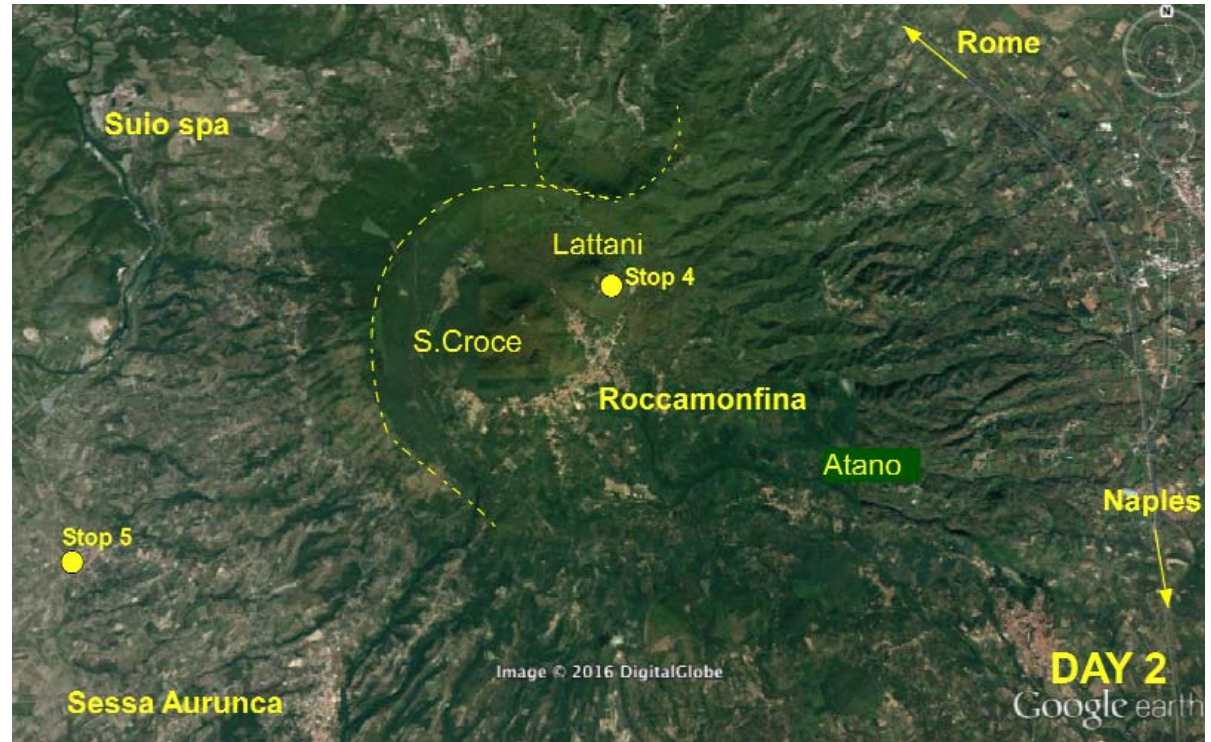 N
Rome
Suio spa
Lattani
Stop 4
S.Croce
Roccamonfina
Atano
Naples
Stop 5
Image © 2016 DigitalGlobe
DAY 2
Sessa Aurunca
Google earth